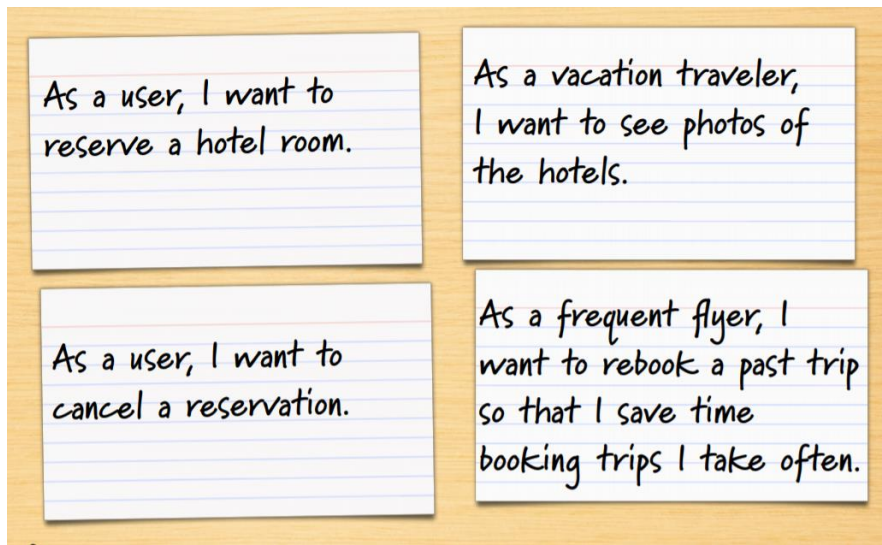 As a user, I want to
reserve a hotel room.
As a vacation traveler,
I want to see photos of
the hotels.
As a user, I want to
cancel a reservation.
As a frequent flyer, I
want to rebook a past trip
so that I save time
booking trips I take often.